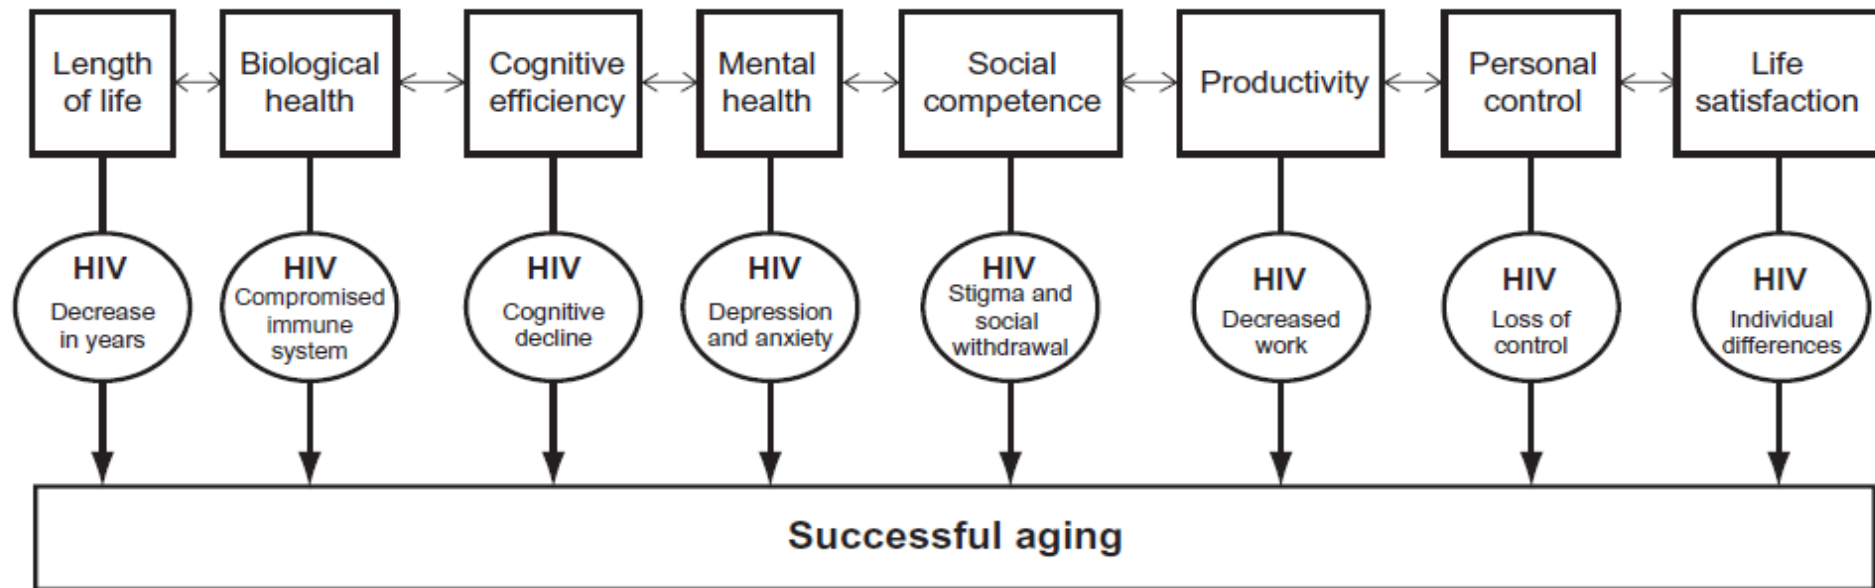 Length
of life
Biological
health
Cognitive
efficiency
Mental
health
Social
competence
Productivity
Personal
control
Life
satisfaction
HIV
Decrease
in years
HIV
Compromised
immune
system
HIV
Cognitive
decline
HIV
Depression
and anxiety
HIV
Stigma and
social
withdrawal
HIV
Decreased
work
HIV
Loss of
control
HIV
Individual
differences
Successful aging